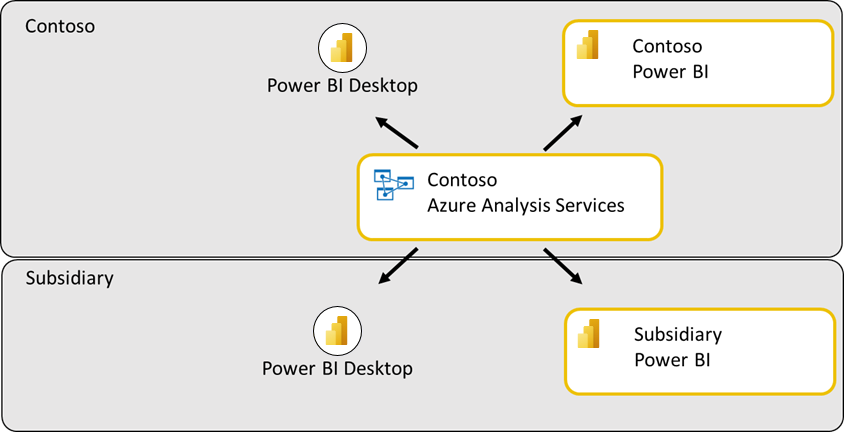 Contoso
Power BI Desktop
Contoso
Power BI
Contoso
Azure Analysis Services
Subsidiary
Power BI Desktop
Subsidiary
Power BI